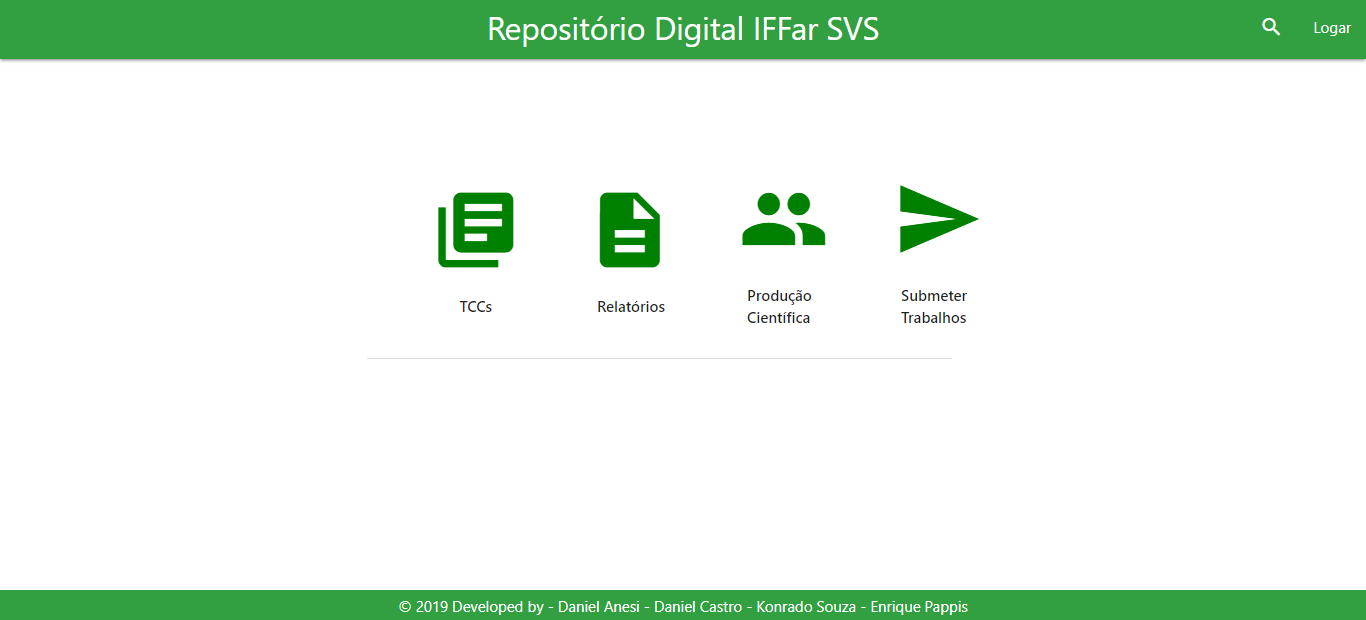 Repositório Digital IFFar SVS
Logar
TCCs
Relatórios
Produção
Científica
Submeter
Trabalhos
© 2019 Developed by - Daniel Anesi - Daniel Castro - Konrado Souza - Enrique Pappis